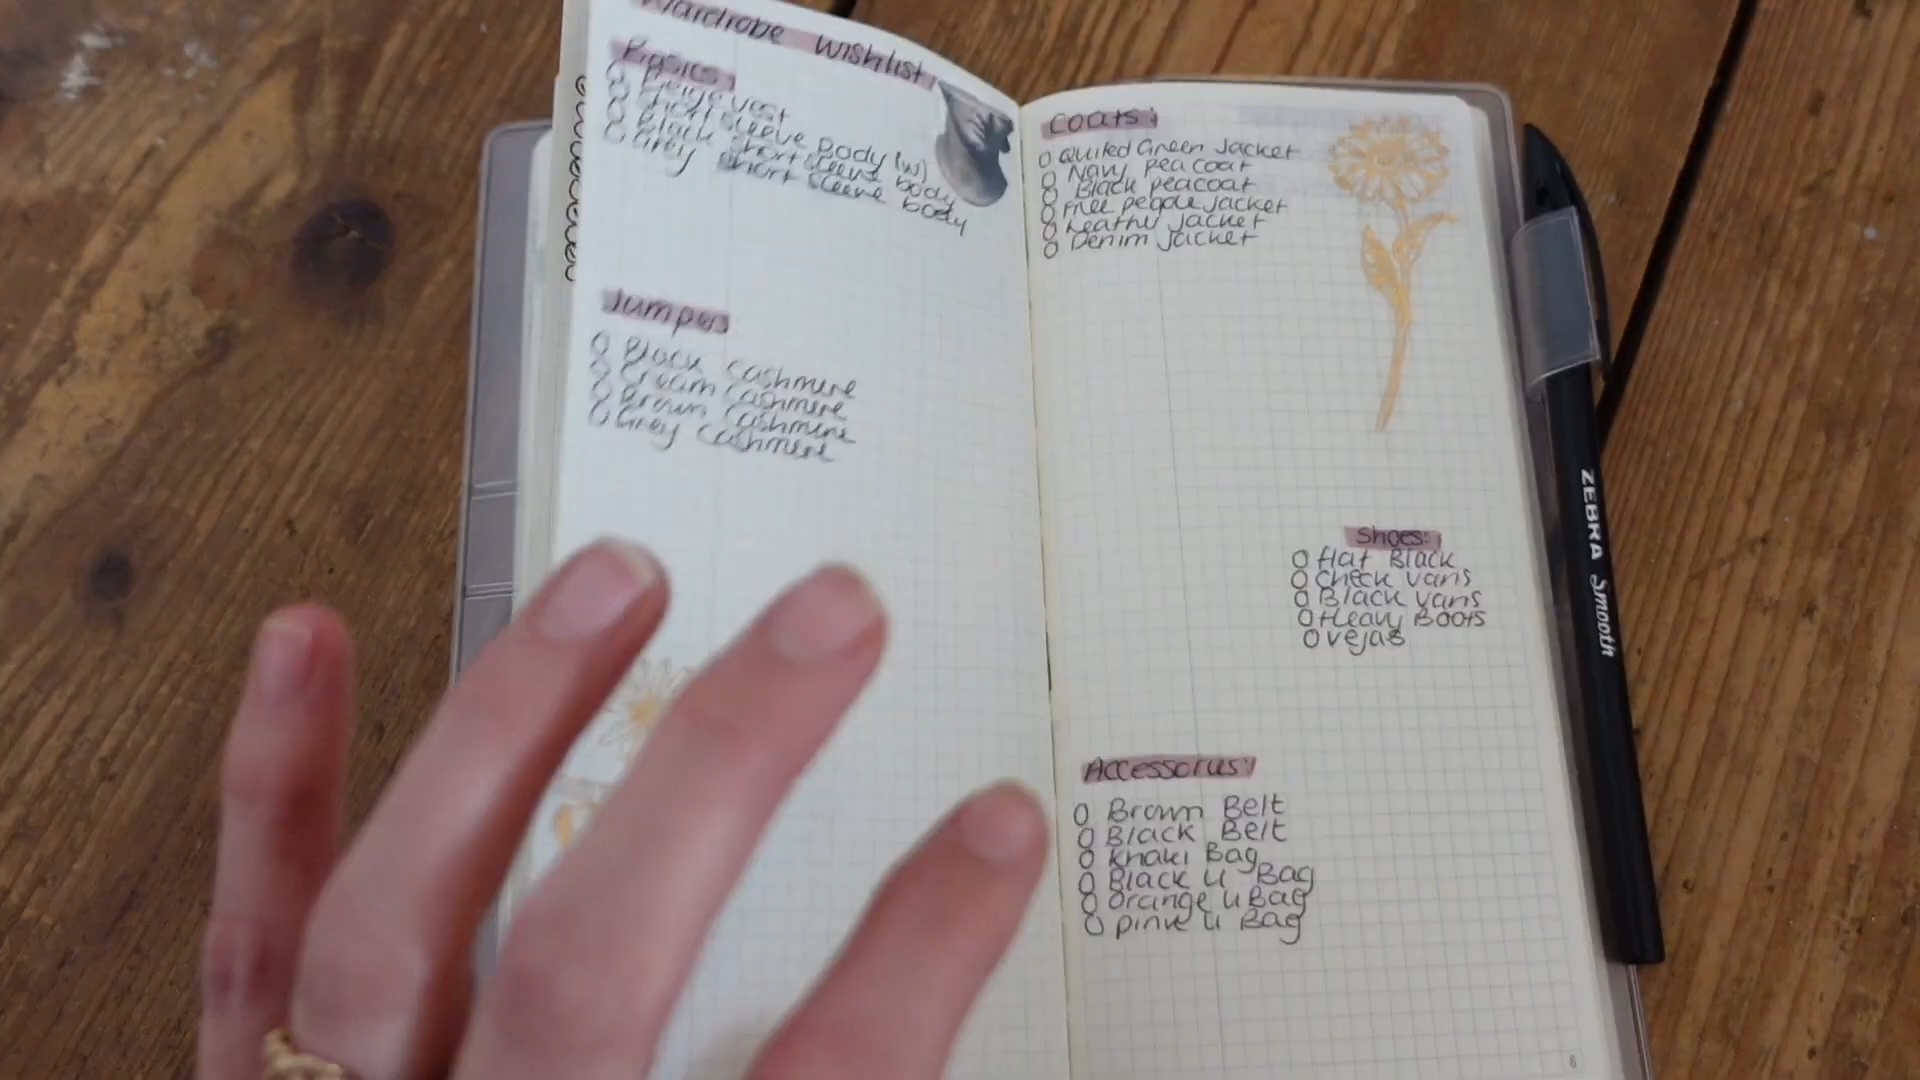 Wardrobe wishlist
Basics:
O Beige vest
O short sleeve Body (w)
O Black short sleeve body
O Grey short sleeve body
Jumpers
O Black cashmere
O Cream cashmere
O Brown cashmere
O Grey cashmere
Coats:
O Quilted Green Jacket
O Navy Pea coat
O Black peacoat
O Free people Jacket
O Leather Jacket
O Denim Jacket
Shoes:
O flat Black
O Check vans
O Black vans
O Heavy Boots
O vejas
Accessories:
O Brown Belt
O Black Belt
O Khaki Bag
O Black U Bag
O Orange U Bag
O pink U Bag
6
ZEBRA Smooth